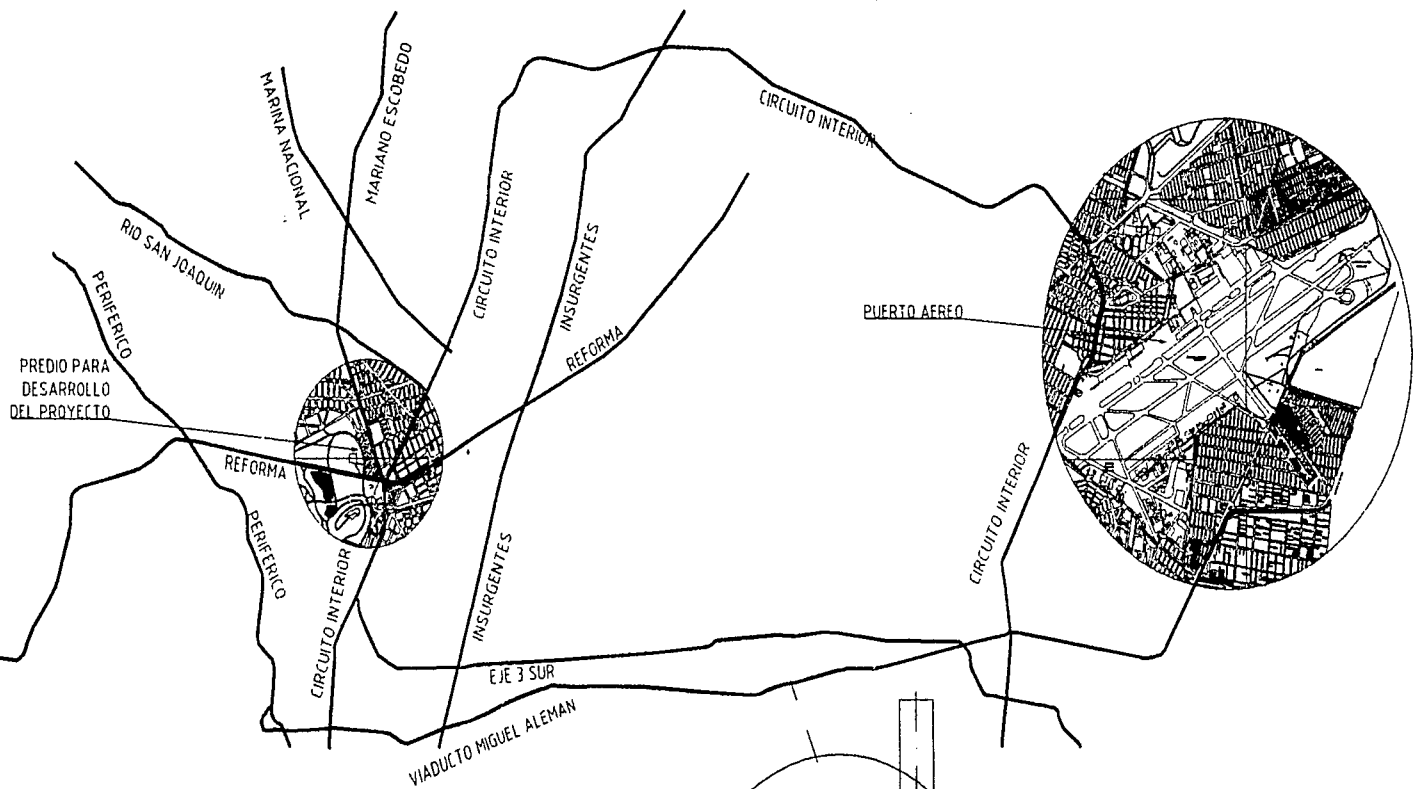 MARIANO ESCOBEDO
MARINA NACIONAL
CIRCUITO INTERIOR
RIO SAN JOAQUIN
CIRCUITO INTERIOR
INSURGENTES
PERIFERICO
PUERTO AEREO
REFORMA
PREDIO PARA
DESARROLLO
DEL PROYECTO
REFORMA
CIRCUITO INTERIOR
PERIFERICO
INSURGENTES
CIRCUITO INTERIOR
EJE 3 SUR
VIADUCTO MIGUEL ALEMAN